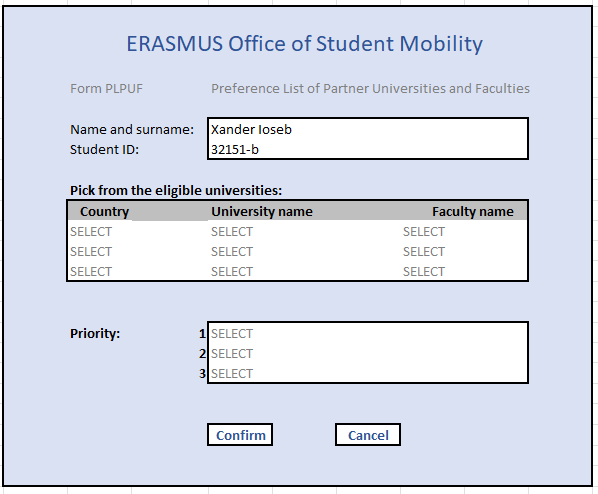 ERASMUS Office of Student Mobility
Form PLPUF Preference List of Partner Universities and Faculties
Name and surname: Xander Ioseb
Student ID: 32151-b
Pick from the eligible universities:
Country University name Faculty name
SELECT SELECT SELECT
SELECT SELECT SELECT
SELECT SELECT SELECT
Priority: 1 SELECT
2 SELECT
3 SELECT
Confirm Cancel